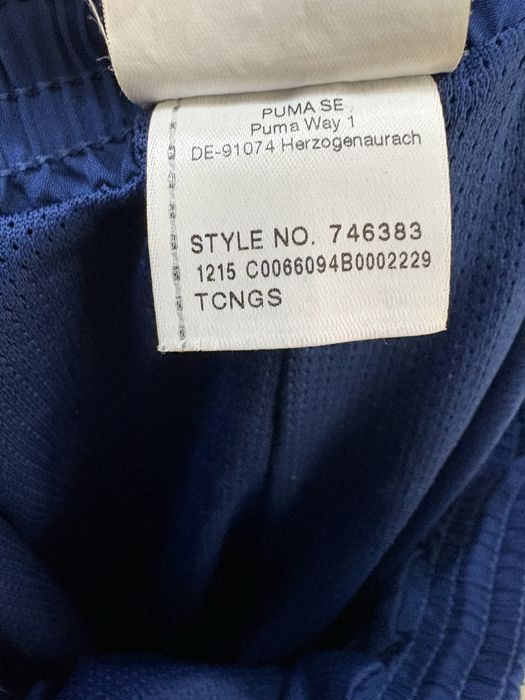 PUMA SE
Puma Way 1
DE-91074 Herzogenaurach
STYLE NO. 746383
1215 C0066094B0002229
TCNGS